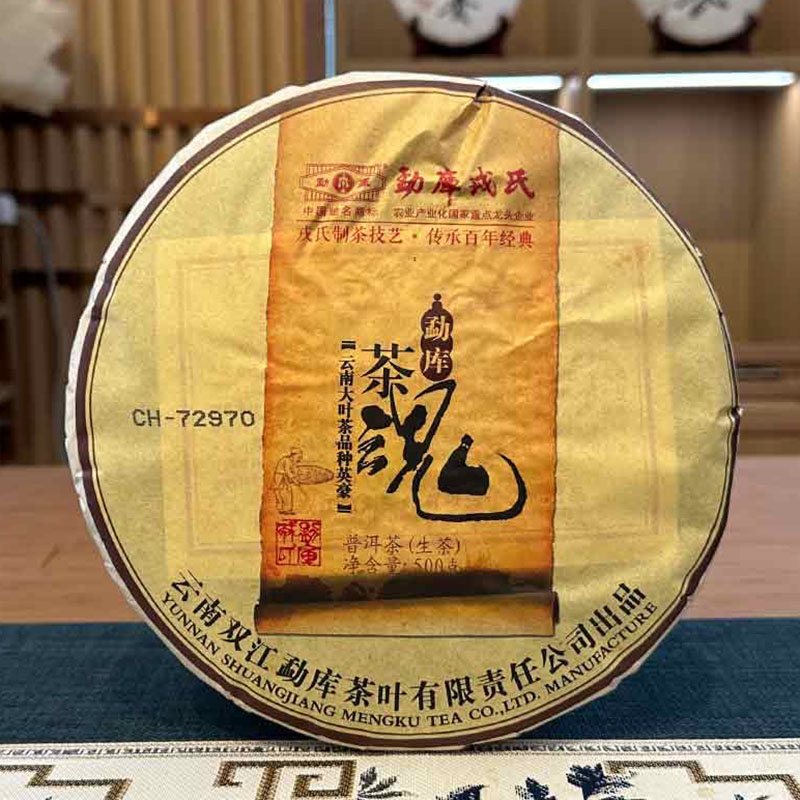 勐库
勐库戎氏
中国驰名商标 农业产业化国家重点龙头企业
戎氏制茶技艺·传承百年经典
勐库
茶魂
云南大叶茶品种英豪
CH-72970
普洱茶(生茶)
净含量:500克
云南双江勐库茶叶有限责任公司出品
YUNNAN SHUANGJIANG MENGKU TEA CO.,LTD. MANUFACTURE